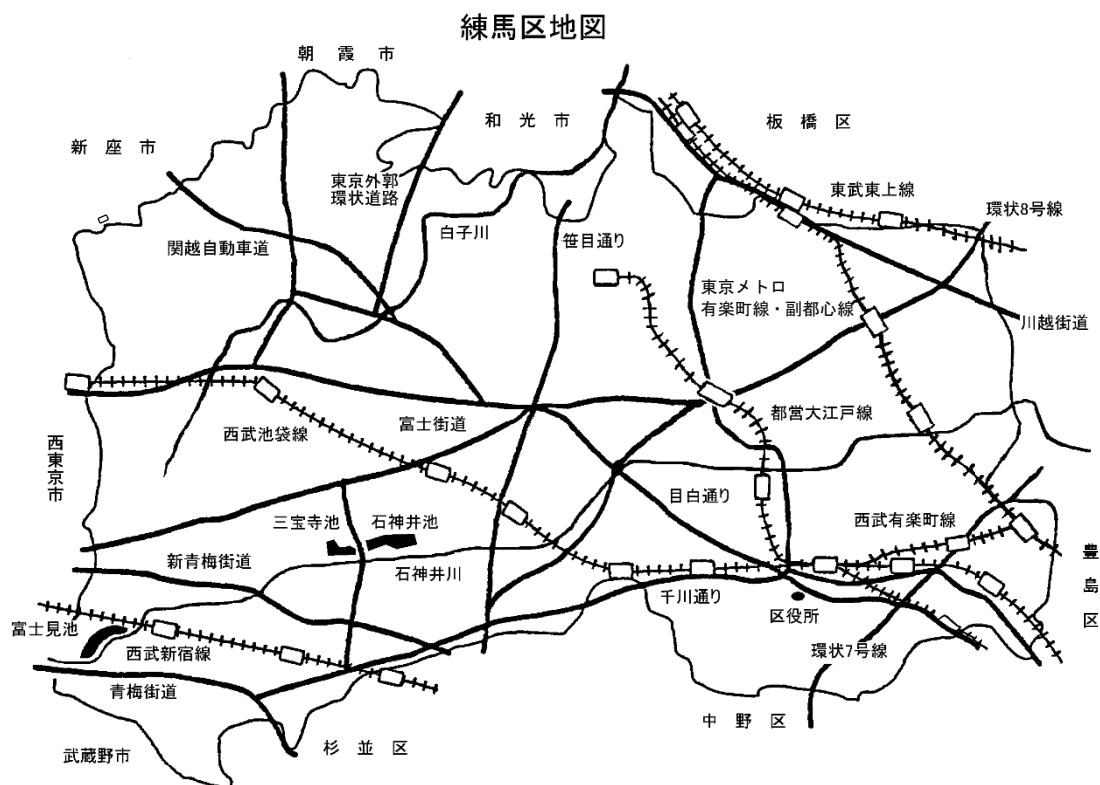 練馬区地図
朝霞市
和光市
板橋区
新座市
東京外郭
環状道路
東武東上線
環状8号線
関越自動車道
白子川
笹目通り
東京メトロ
有楽町線・副都心線
川越街道
西武池袋線
富士街道
都営大江戸線
西東京市
目白通り
三宝寺池
石神井池
西武有楽町線
新青梅街道
石神井川
豊島区
千川通り
区役所
富士見池
西武新宿線
環状7号線
青梅街道
中野区
武蔵野市
杉並区